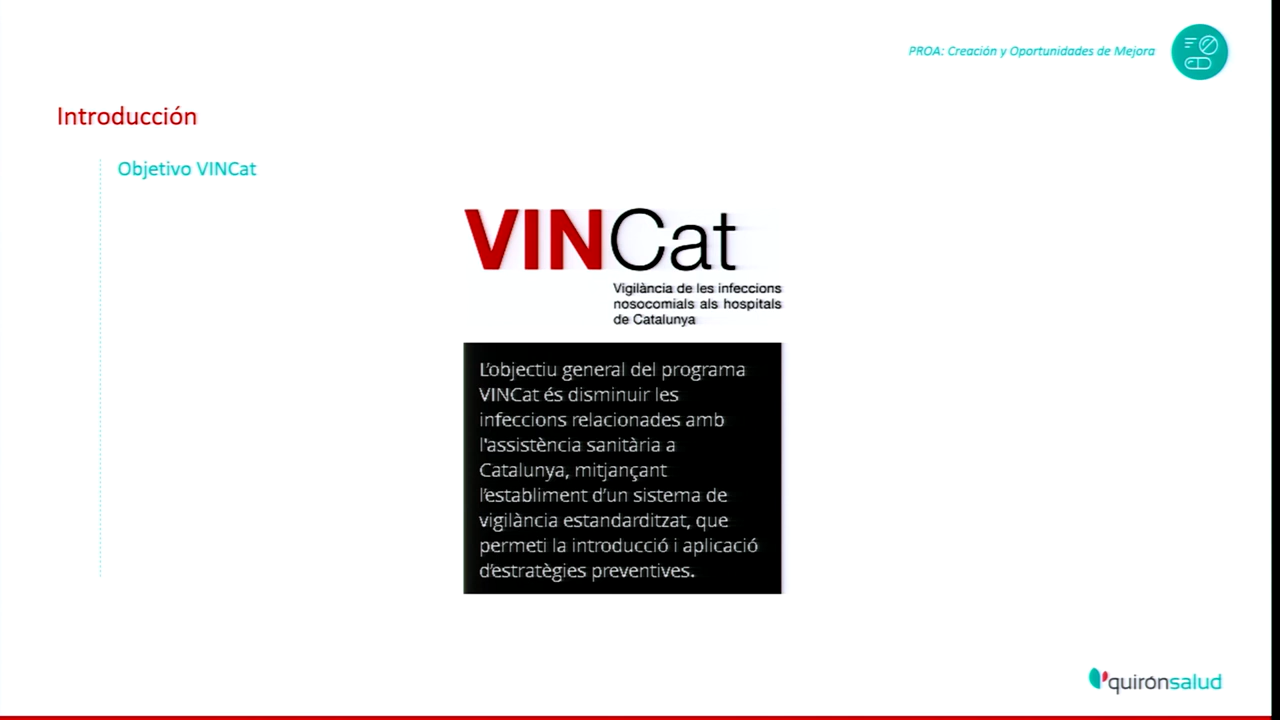 PROA: Creación y Oportunidades de Mejora
Introducción
Objetivo VINCat
VINCat
Vigilància de les infeccions
nosocomials als hospitals
de Catalunya
L'objectiu general del programa
VINCat és disminuir les
infeccions relacionades amb
l'assistència sanitària a
Catalunya, mitjançant
l'establiment d'un sistema de
vigilància estandarditzat, que
permeti la introducció i aplicació
d'estratègies preventives.
quirónsalud